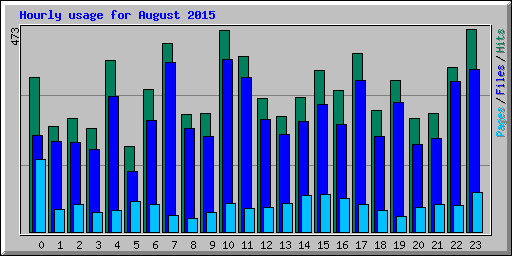 Hourly usage for August 2015
473
Pages / Files / Hits
0 1 2 3 4 5 6 7 8 9 10 11 12 13 14 15 16 17 18 19 20 21 22 23